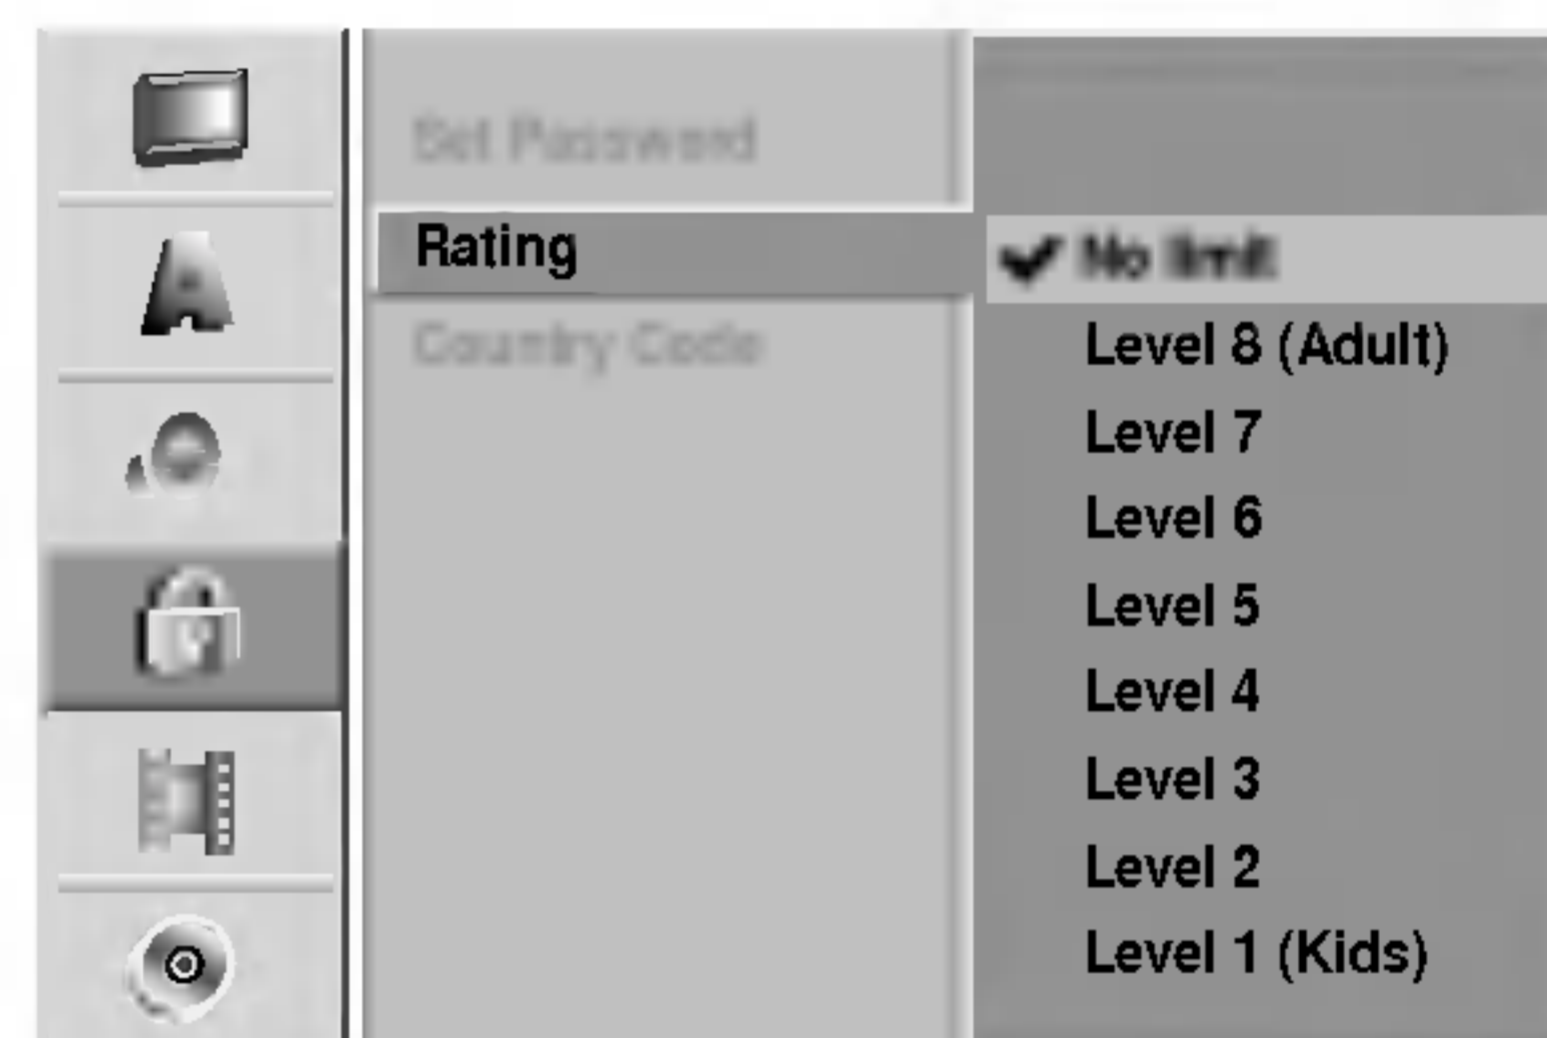 Set Password
Rating
Country Code
No limit
Level 8 (Adult)
Level 7
Level 6
Level 5
Level 4
Level 3
Level 2
Level 1 (Kids)